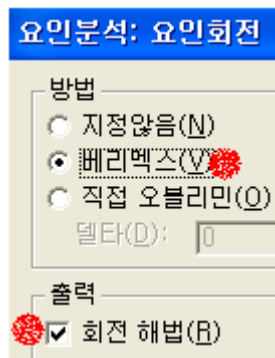 요인분석: 요인회전
방법
지정않음(N)
베리멕스(V)
직접 오블리민(O)
델타(D): 0
출력
회전 해법(R)